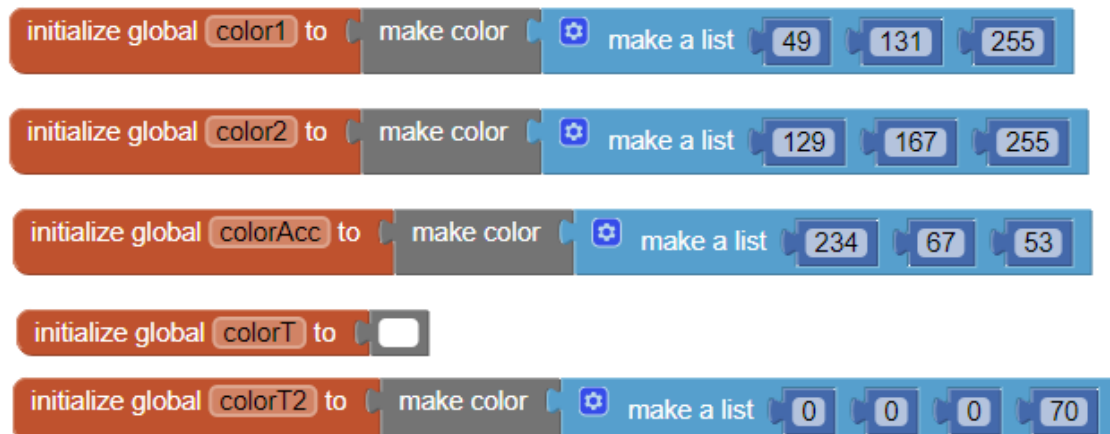 initialize global color1 to make color make a list 49 131 255
initialize global color2 to make color make a list 129 167 255
initialize global colorAcc to make color make a list 234 67 53
initialize global colorT to
initialize global colorT2 to make color make a list 0 0 0 70